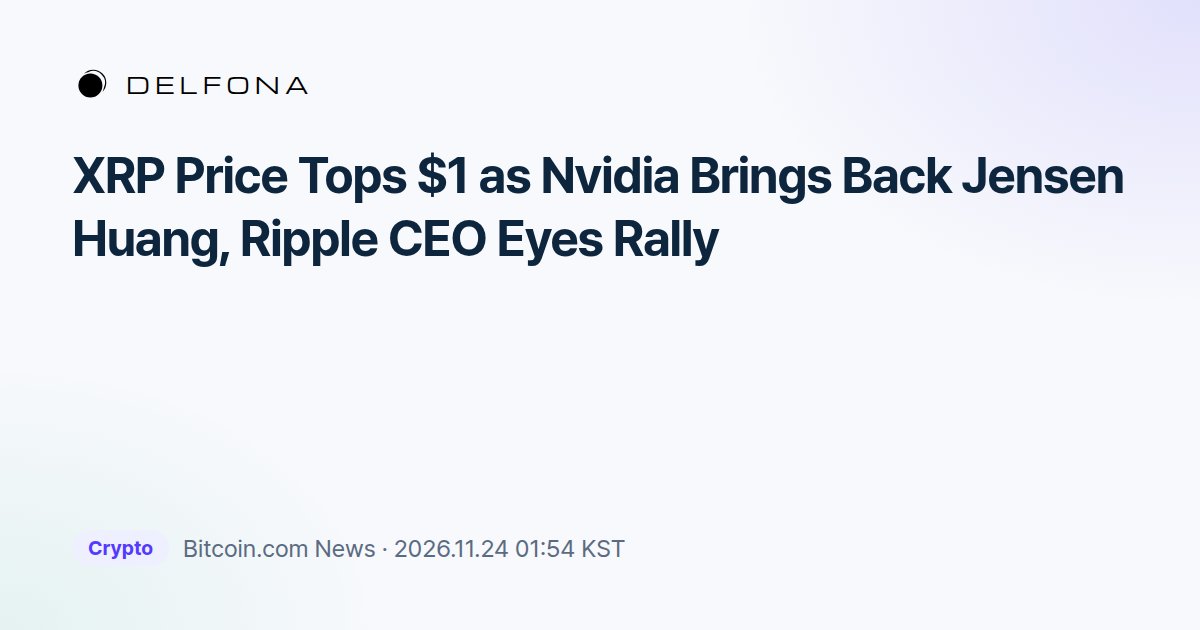 DELFONA
XRP Price Tops $1 as Nvidia Brings Back Jensen
Huang, Ripple CEO Eyes Rally
Crypto Bitcoin.com News · 2026.11.24 01:54 KST